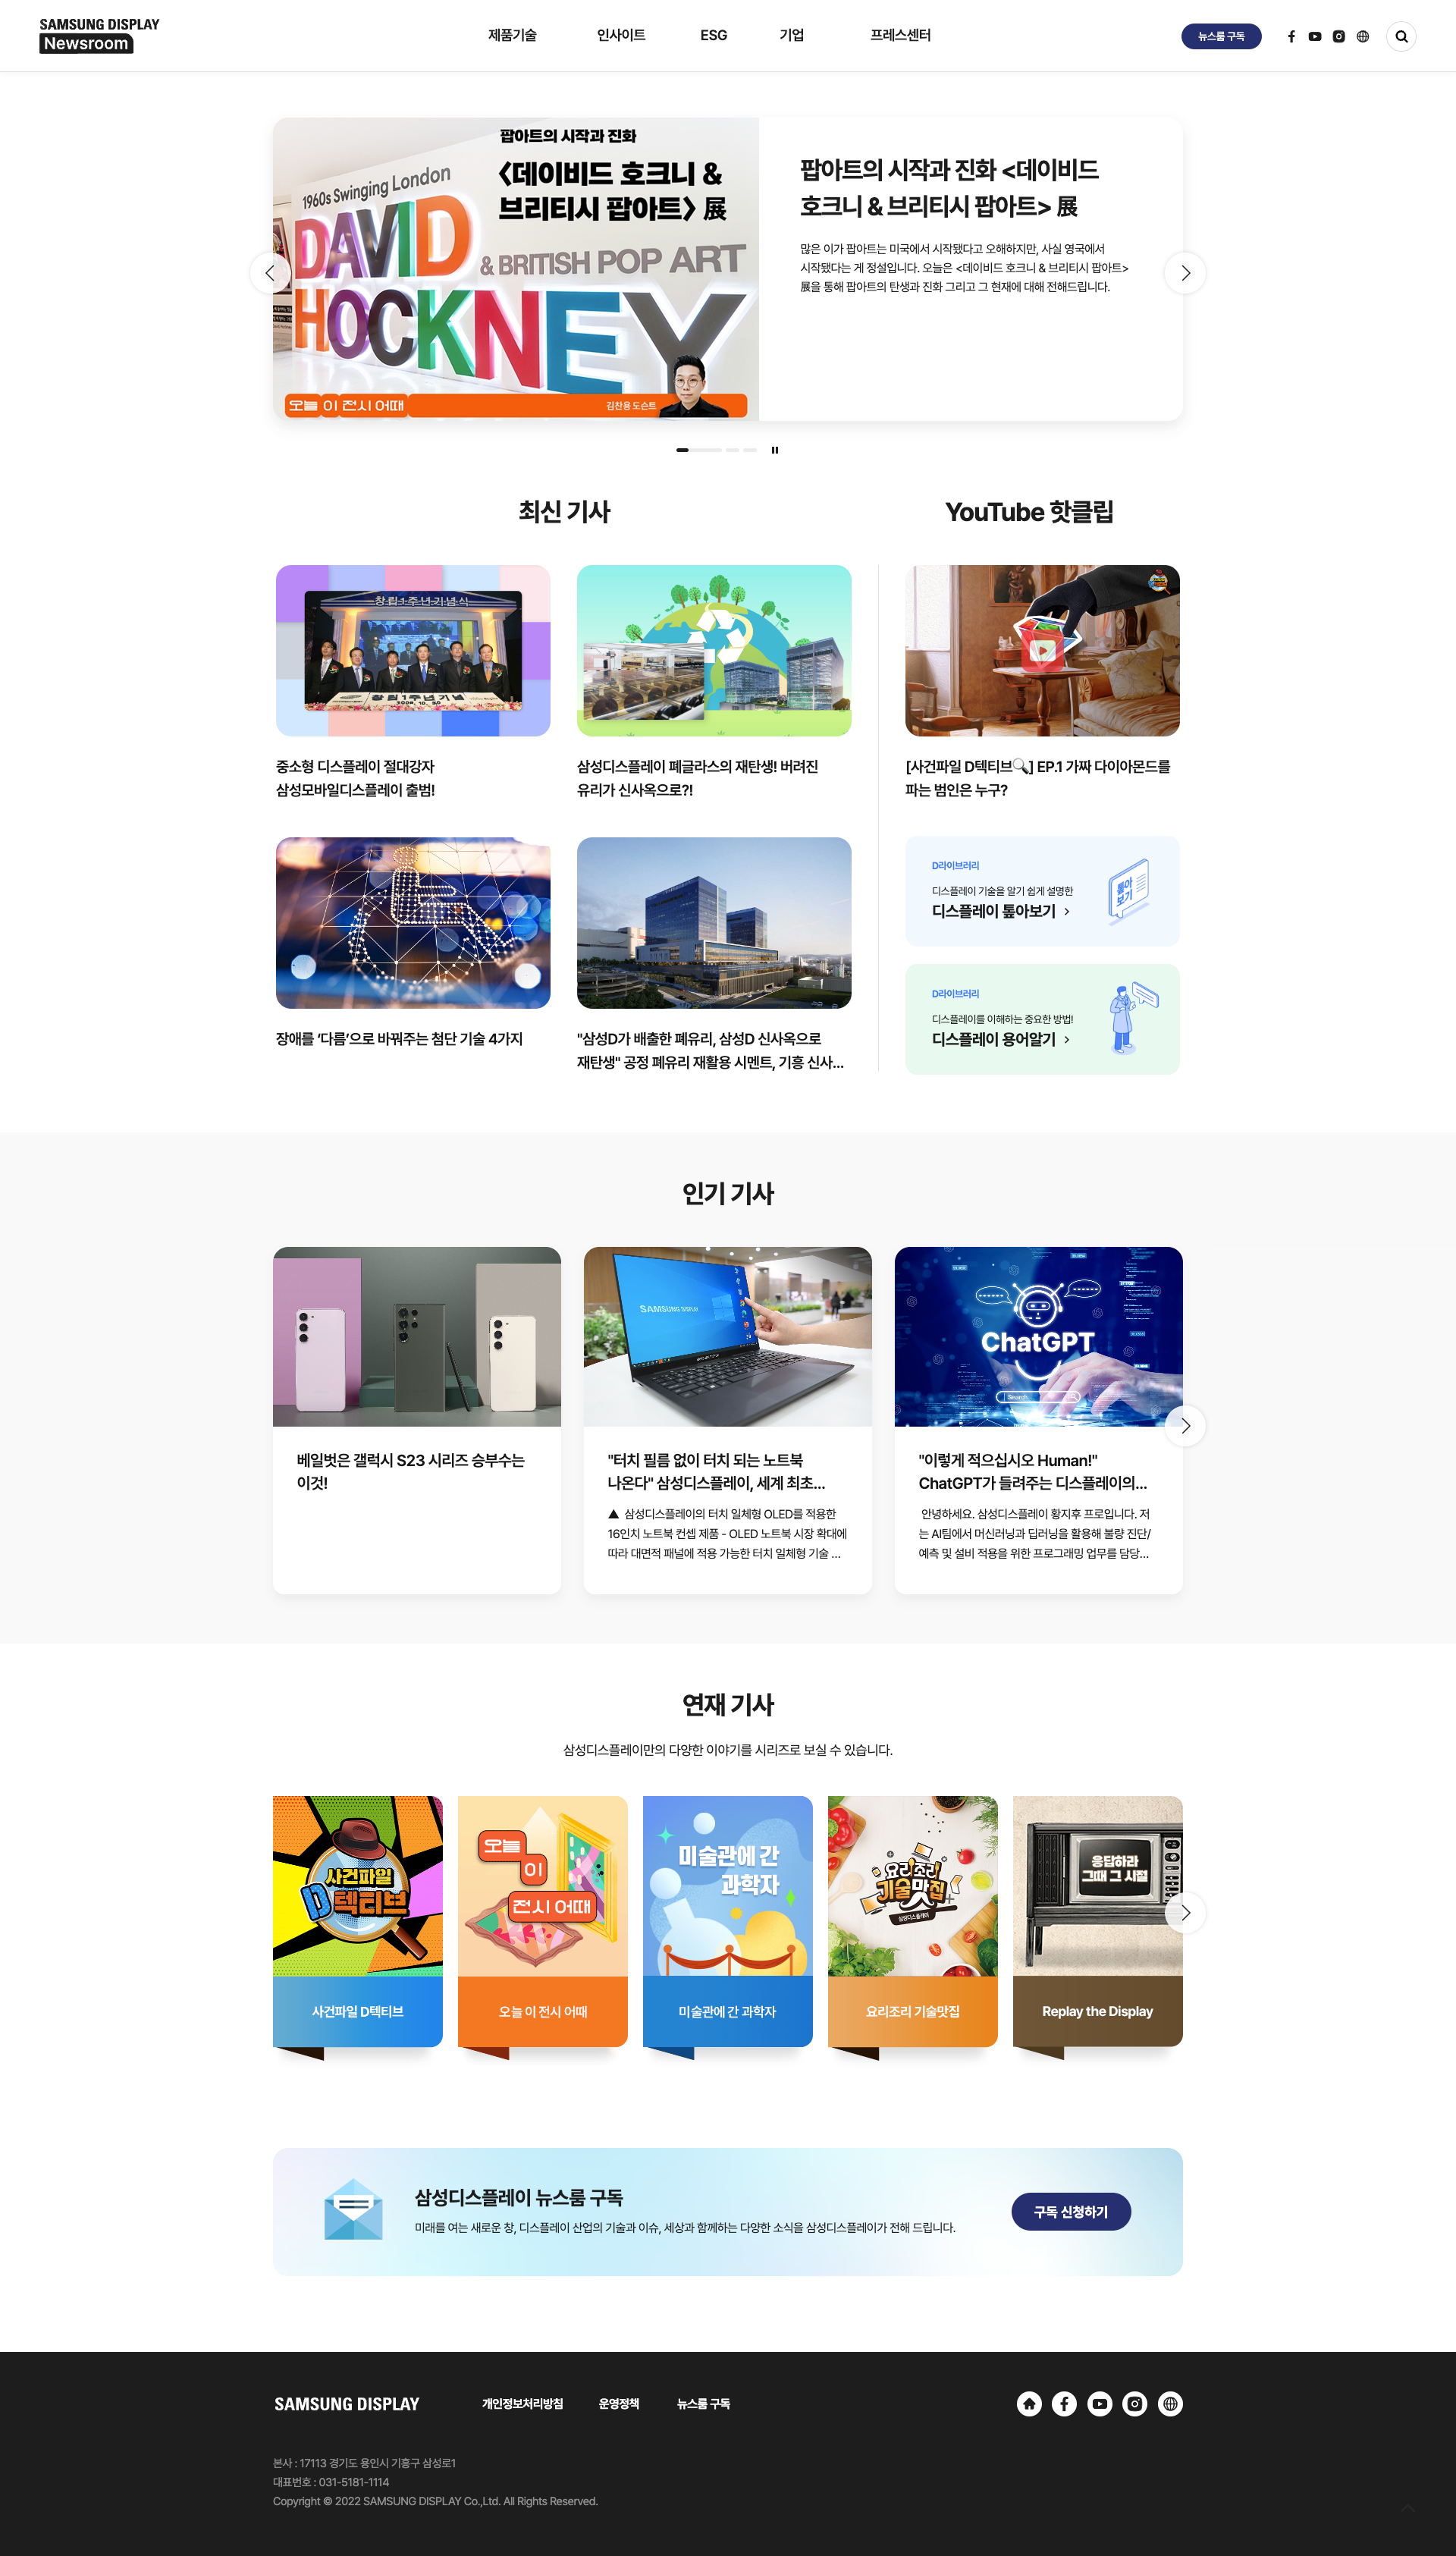 SAMSUNG DISPLAY
Newsroom
제품기술
인사이트
ESG
기업
프레스센터
뉴스룸 구독
팝아트의 시작과 진화
<데이비드 호크니 &
브리티시 팝아트> 展
1960s Swinging London
DAVID
& BRITISH POP ART
HOCKNEY
오늘 이 전시 어때
김찬용 도슨트
팝아트의 시작과 진화 <데이비드
호크니 & 브리티시 팝아트> 展
많은 이가 팝아트는 미국에서 시작됐다고 오해하지만, 사실 영국에서
시작됐다는 게 정설입니다. 오늘은 <데이비드 호크니 & 브리티시 팝아트>
展을 통해 팝아트의 탄생과 진화 그리고 그 현재에 대해 전해드립니다.
최신 기사
YouTube 핫클립
창립1주년기념식
창립1주년기념
중소형 디스플레이 절대강자
삼성모바일디스플레이 출범!
삼성디스플레이 폐글라스의 재탄생! 버려진
유리가 신사옥으로?!
[사건파일 D텍티브🔍] EP.1 가짜 다이아몬드를
파는 범인은 누구?
D라이브러리
디스플레이 기술을 알기 쉽게 설명한
디스플레이 톺아보기
톺아
보기
D라이브러리
디스플레이를 이해하는 중요한 방법!
디스플레이 용어알기
장애를 ‘다름’으로 바꿔주는 첨단 기술 4가지
"삼성D가 배출한 폐유리, 삼성D 신사옥으로
재탄생" 공정 폐유리 재활용 시멘트, 기흥 신사...
인기 기사
SAMSUNG DISPLAY
ChatGPT
Search...
베일벗은 갤럭시 S23 시리즈 승부수는
이것!
"터치 필름 없이 터치 되는 노트북
나온다" 삼성디스플레이, 세계 최초...
▲ 삼성디스플레이의 터치 일체형 OLED를 적용한
16인치 노트북 컨셉 제품 - OLED 노트북 시장 확대에
따라 대면적 패널에 적용 가능한 터치 일체형 기술 ...
"이렇게 적으십시오 Human!"
ChatGPT가 들려주는 디스플레이의...
안녕하세요. 삼성디스플레이 황지후 프로입니다. 저
는 AI팀에서 머신러닝과 딥러닝을 활용해 불량 진단/
예측 및 설비 적용을 위한 프로그래밍 업무를 담당...
연재 기사
삼성디스플레이만의 다양한 이야기를 시리즈로 보실 수 있습니다.
사건파일
D텍티브
사건파일 D텍티브
오늘
이
전시 어때
오늘 이 전시 어때
미술관에 간
과학자
미술관에 간 과학자
요리조리
기술맛집
삼성디스플레이
요리조리 기술맛집
응답하라
그때 그 시절
Replay the Display
삼성디스플레이 뉴스룸 구독
미래를 여는 새로운 창, 디스플레이 산업의 기술과 이슈, 세상과 함께하는 다양한 소식을 삼성디스플레이가 전해 드립니다.
구독 신청하기
SAMSUNG DISPLAY
개인정보처리방침
운영정책
뉴스룸 구독
본사 : 17113 경기도 용인시 기흥구 삼성로1
대표번호 : 031-5181-1114
Copyright © 2022 SAMSUNG DISPLAY Co.,Ltd. All Rights Reserved.